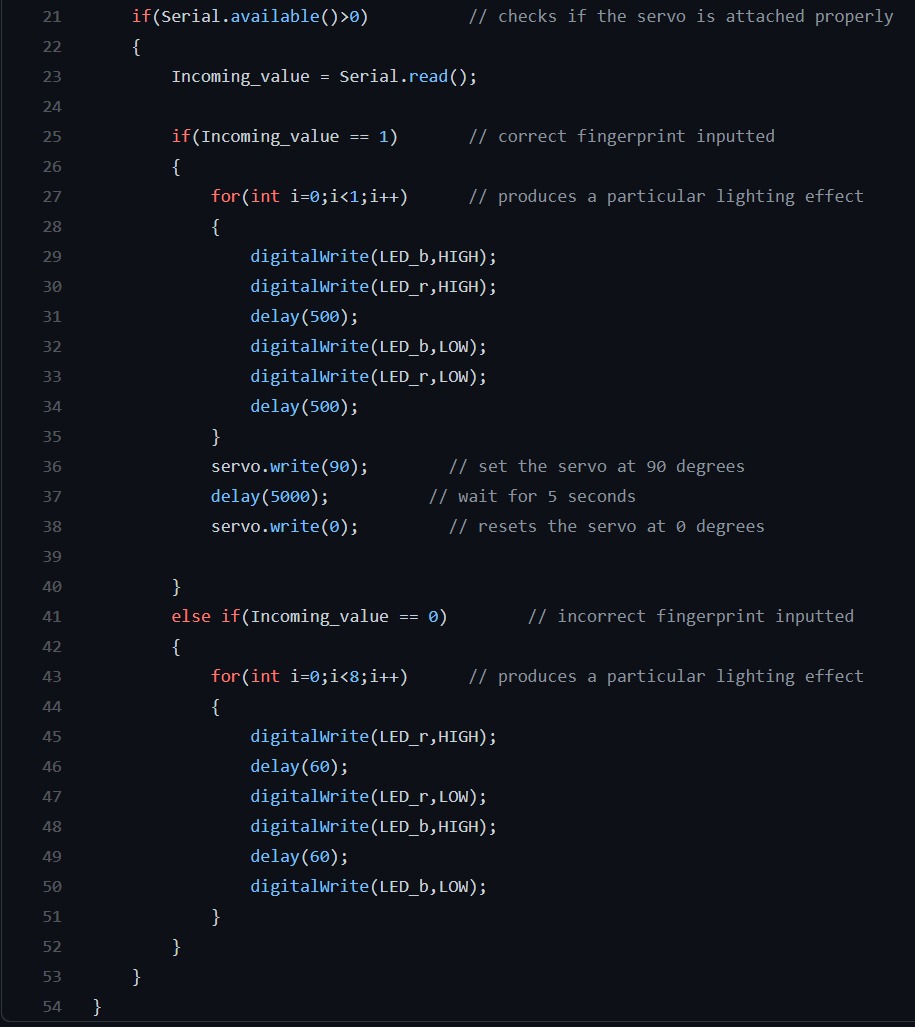 21 if(Serial.available()>0) // checks if the servo is attached properly
22 {
23 Incoming_value = Serial.read();
24
25 if(Incoming_value == 1) // correct fingerprint inputted
26 {
27 for(int i=0;i<1;i++) // produces a particular lighting effect
28 {
29 digitalWrite(LED_b,HIGH);
30 digitalWrite(LED_r,HIGH);
31 delay(500);
32 digitalWrite(LED_b,LOW);
33 digitalWrite(LED_r,LOW);
34 delay(500);
35 }
36 servo.write(90); // set the servo at 90 degrees
37 delay(5000); // wait for 5 seconds
38 servo.write(0); // resets the servo at 0 degrees
39
40 }
41 else if(Incoming_value == 0) // incorrect fingerprint inputted
42 {
43 for(int i=0;i<8;i++) // produces a particular lighting effect
44 {
45 digitalWrite(LED_r,HIGH);
46 delay(60);
47 digitalWrite(LED_r,LOW);
48 digitalWrite(LED_b,HIGH);
49 delay(60);
50 digitalWrite(LED_b,LOW);
51 }
52 }
53 }
54 }